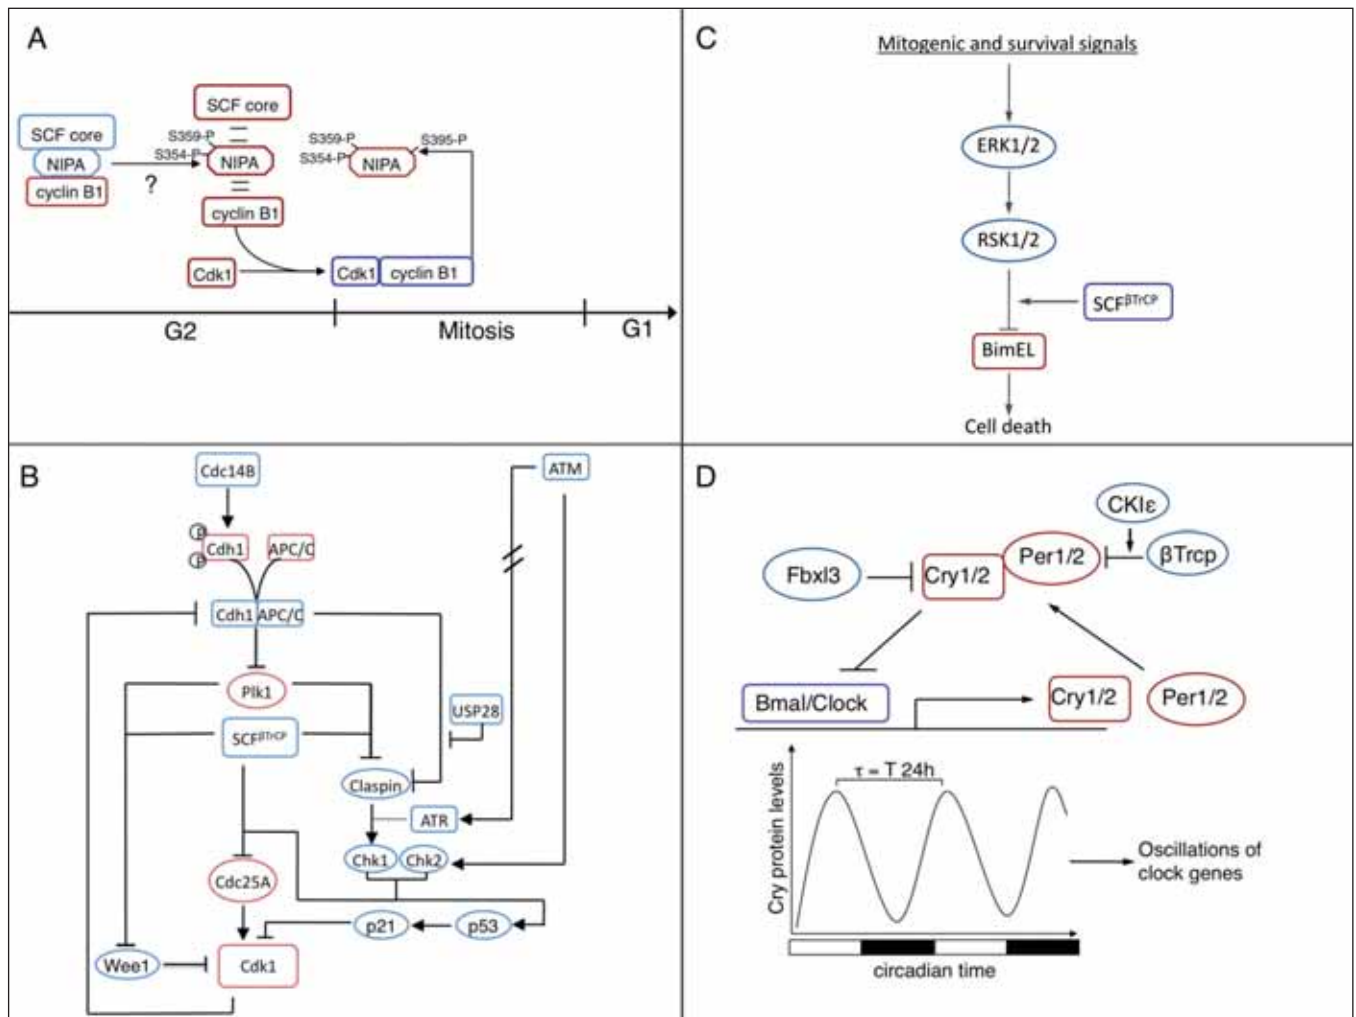 A
SCF core
NIPA
cyclin B1
?
SCF core
S359-P
S354-P
NIPA
cyclin B1
Cdk1
S359-P
S354-P
S395-P
NIPA
Cdk1
cyclin B1
G2
Mitosis
G1
C
Mitogenic and survival signals
ERK1/2
RSK1/2
SCFβTrCP
BimEL
Cell death
B
Cdc14B
ATM
P
Cdh1
P
APC/C
Cdh1
APC/C
Plk1
USP28
SCFβTrCP
Claspin
ATR
Chk1
Chk2
Cdc25A
p21
p53
Wee1
Cdk1
D
CKIε
Fbxl3
Cry1/2
Per1/2
βTrcp
Bmal/Clock
Cry1/2
Per1/2
τ = T 24h
Cry protein levels
Oscillations of
clock genes
circadian time